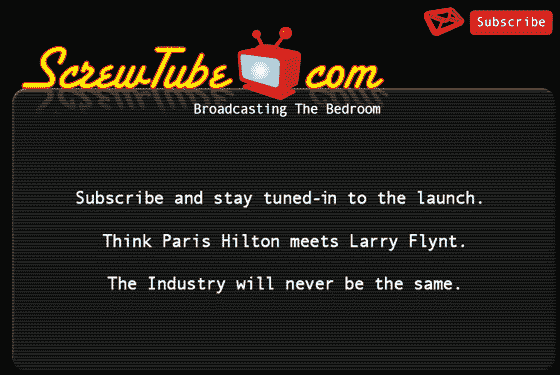 Subscribe
ScrewTube com
Broadcasting The Bedroom
Subscribe and stay tuned-in to the launch.
Think Paris Hilton meets Larry Flynt.
The Industry will never be the same.